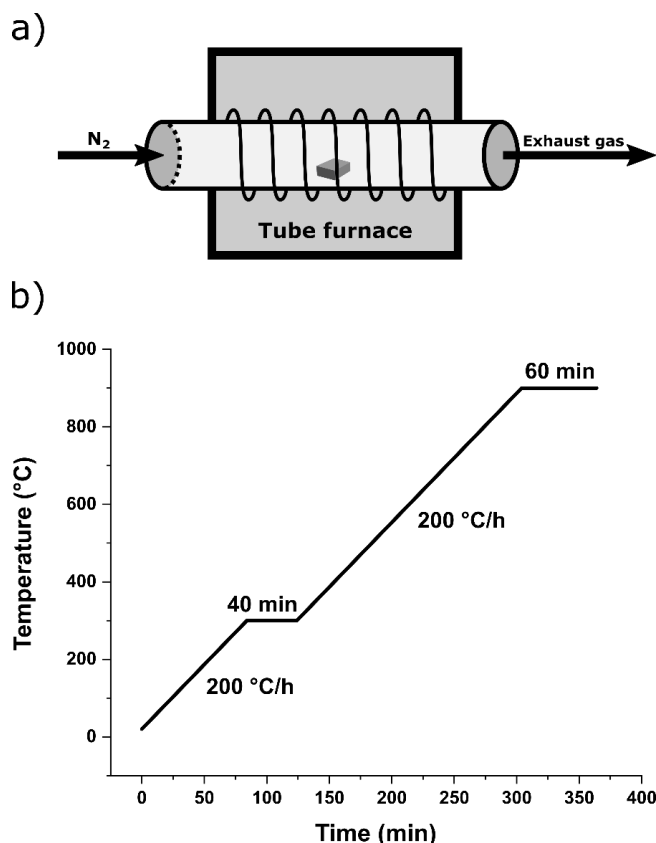 a)
N₂
Exhaust gas
Tube furnace
b)
1000
800
600
400
200
0
Temperature (°C)
60 min
200 °C/h
40 min
200 °C/h
0
50
100
150
200
250
300
350
400
Time (min)